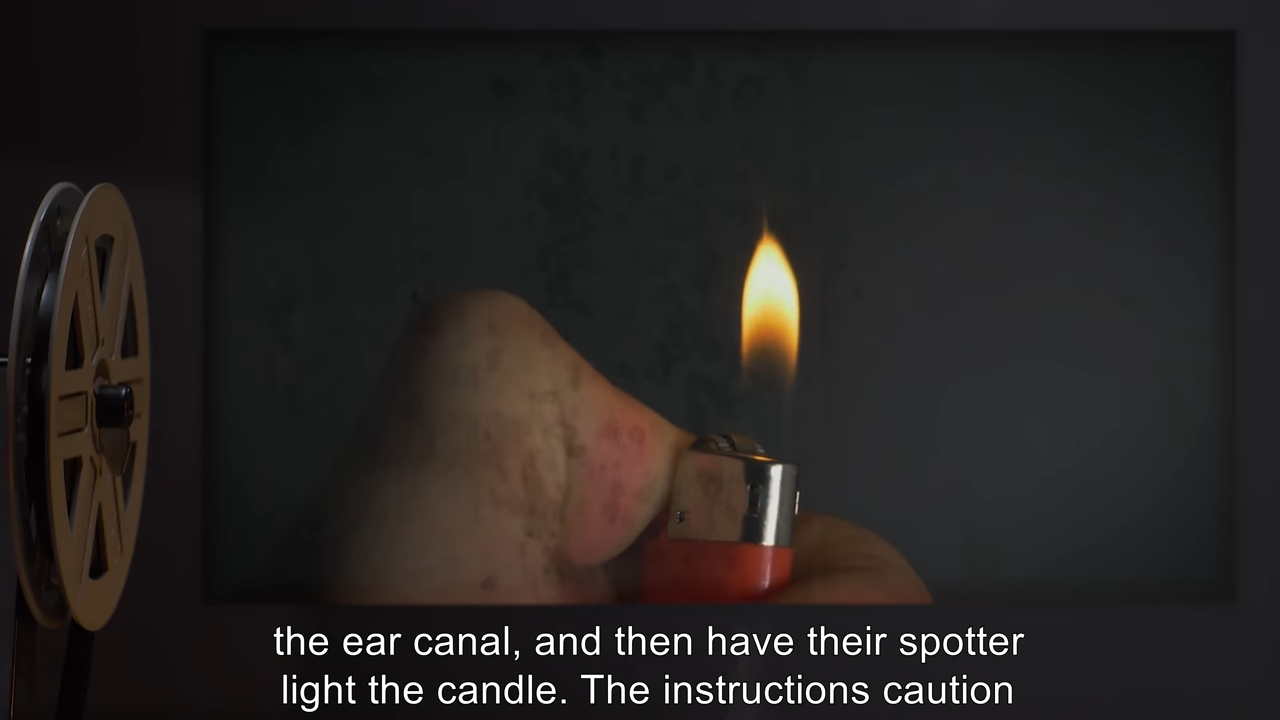 the ear canal, and then have their spotter
light the candle. The instructions caution